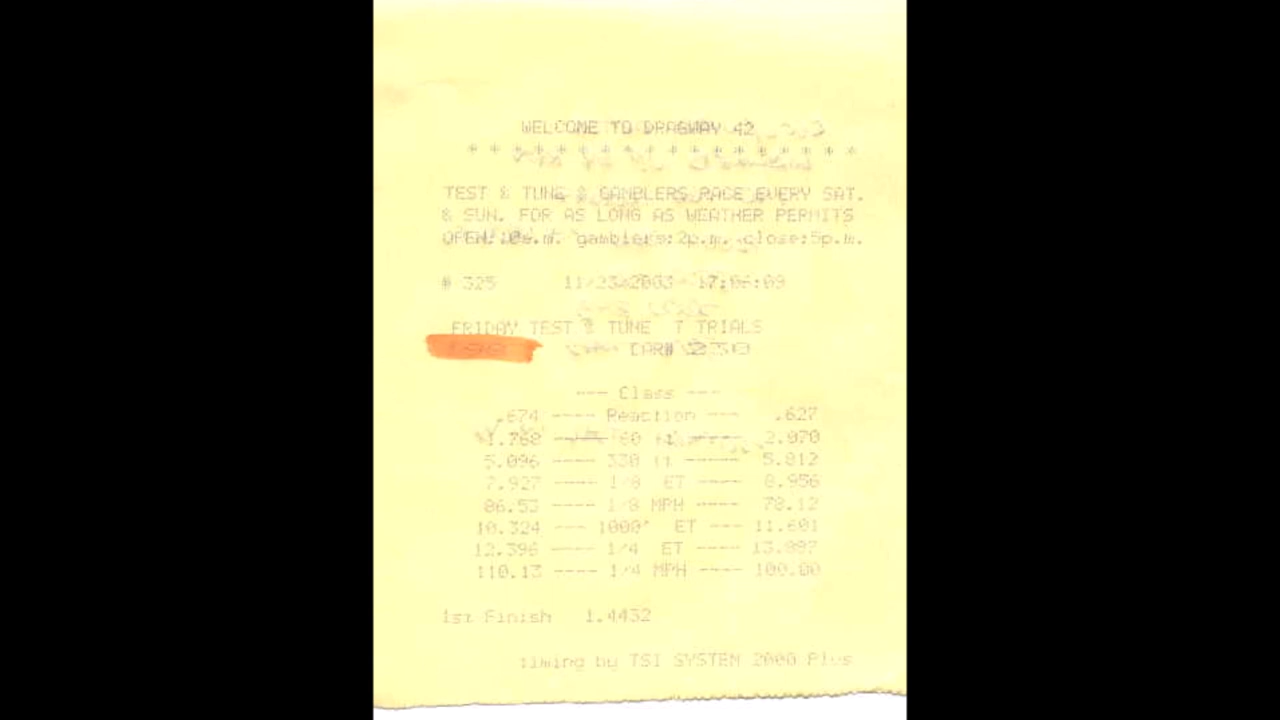 WELCOME TO DRAGWAY 42
* * * * * * * * * * * * * * * * * *
TEST & TUNE & GAMBLERS RACE EVERY SAT.
& SUN. FOR AS LONG AS WEATHER PERMITS
OPEN:10a.m. gamblers:2p.m. close:5p.m.
# 325 11/23/2003 17:06:09
FRIDAY TEST & TUNE T TRIALS
CAR#
--- Class ---
.674 ---- Reaction --- .627
1.768 ---- 60 ft ---- 2.070
5.096 ---- 330 ft ----- 5.812
7.927 ---- 1/8 ET ---- 8.956
86.53 ---- 1/8 MPH ---- 78.12
10.324 --- 1000' ET --- 11.601
12.396 ---- 1/4 ET ---- 13.897
110.13 ---- 1/4 MPH ---- 100.00
1st Finish 1.4432
timing by TSI SYSTEM 2000 Plus